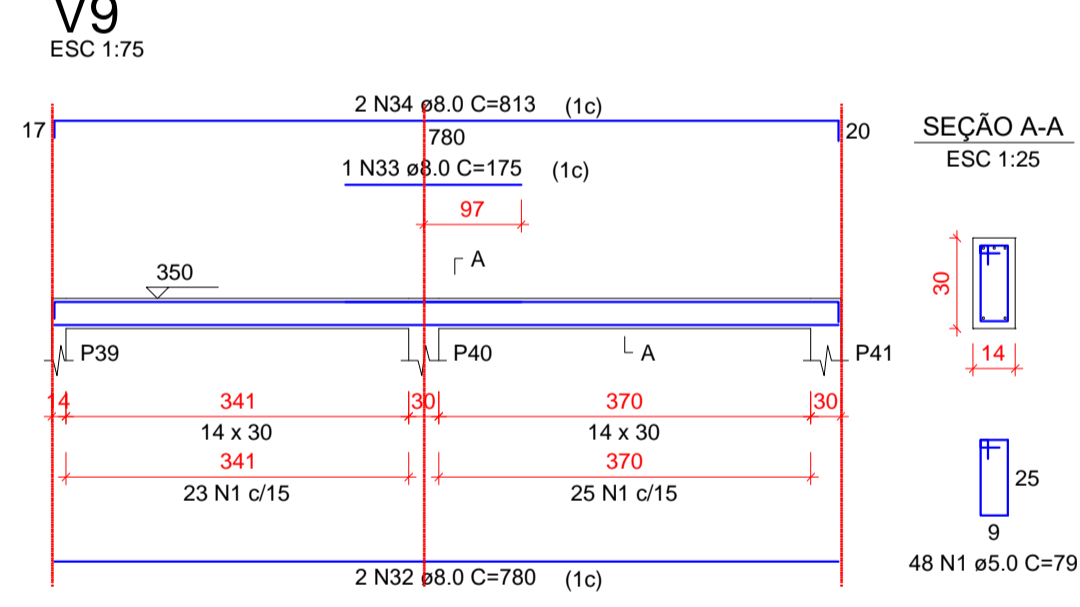 V9
ESC 1:75
2 N34 ø8.0 C=813 (1c)
17
780
20
1 N33 ø8.0 C=175 (1c)
97
A
350
P39
P40
A
P41
14
341
30
370
30
14 x 30
14 x 30
341
370
23 N1 c/15
25 N1 c/15
2 N32 ø8.0 C=780 (1c)
SEÇÃO A-A
ESC 1:25
30
14
25
9
48 N1 ø5.0 C=79